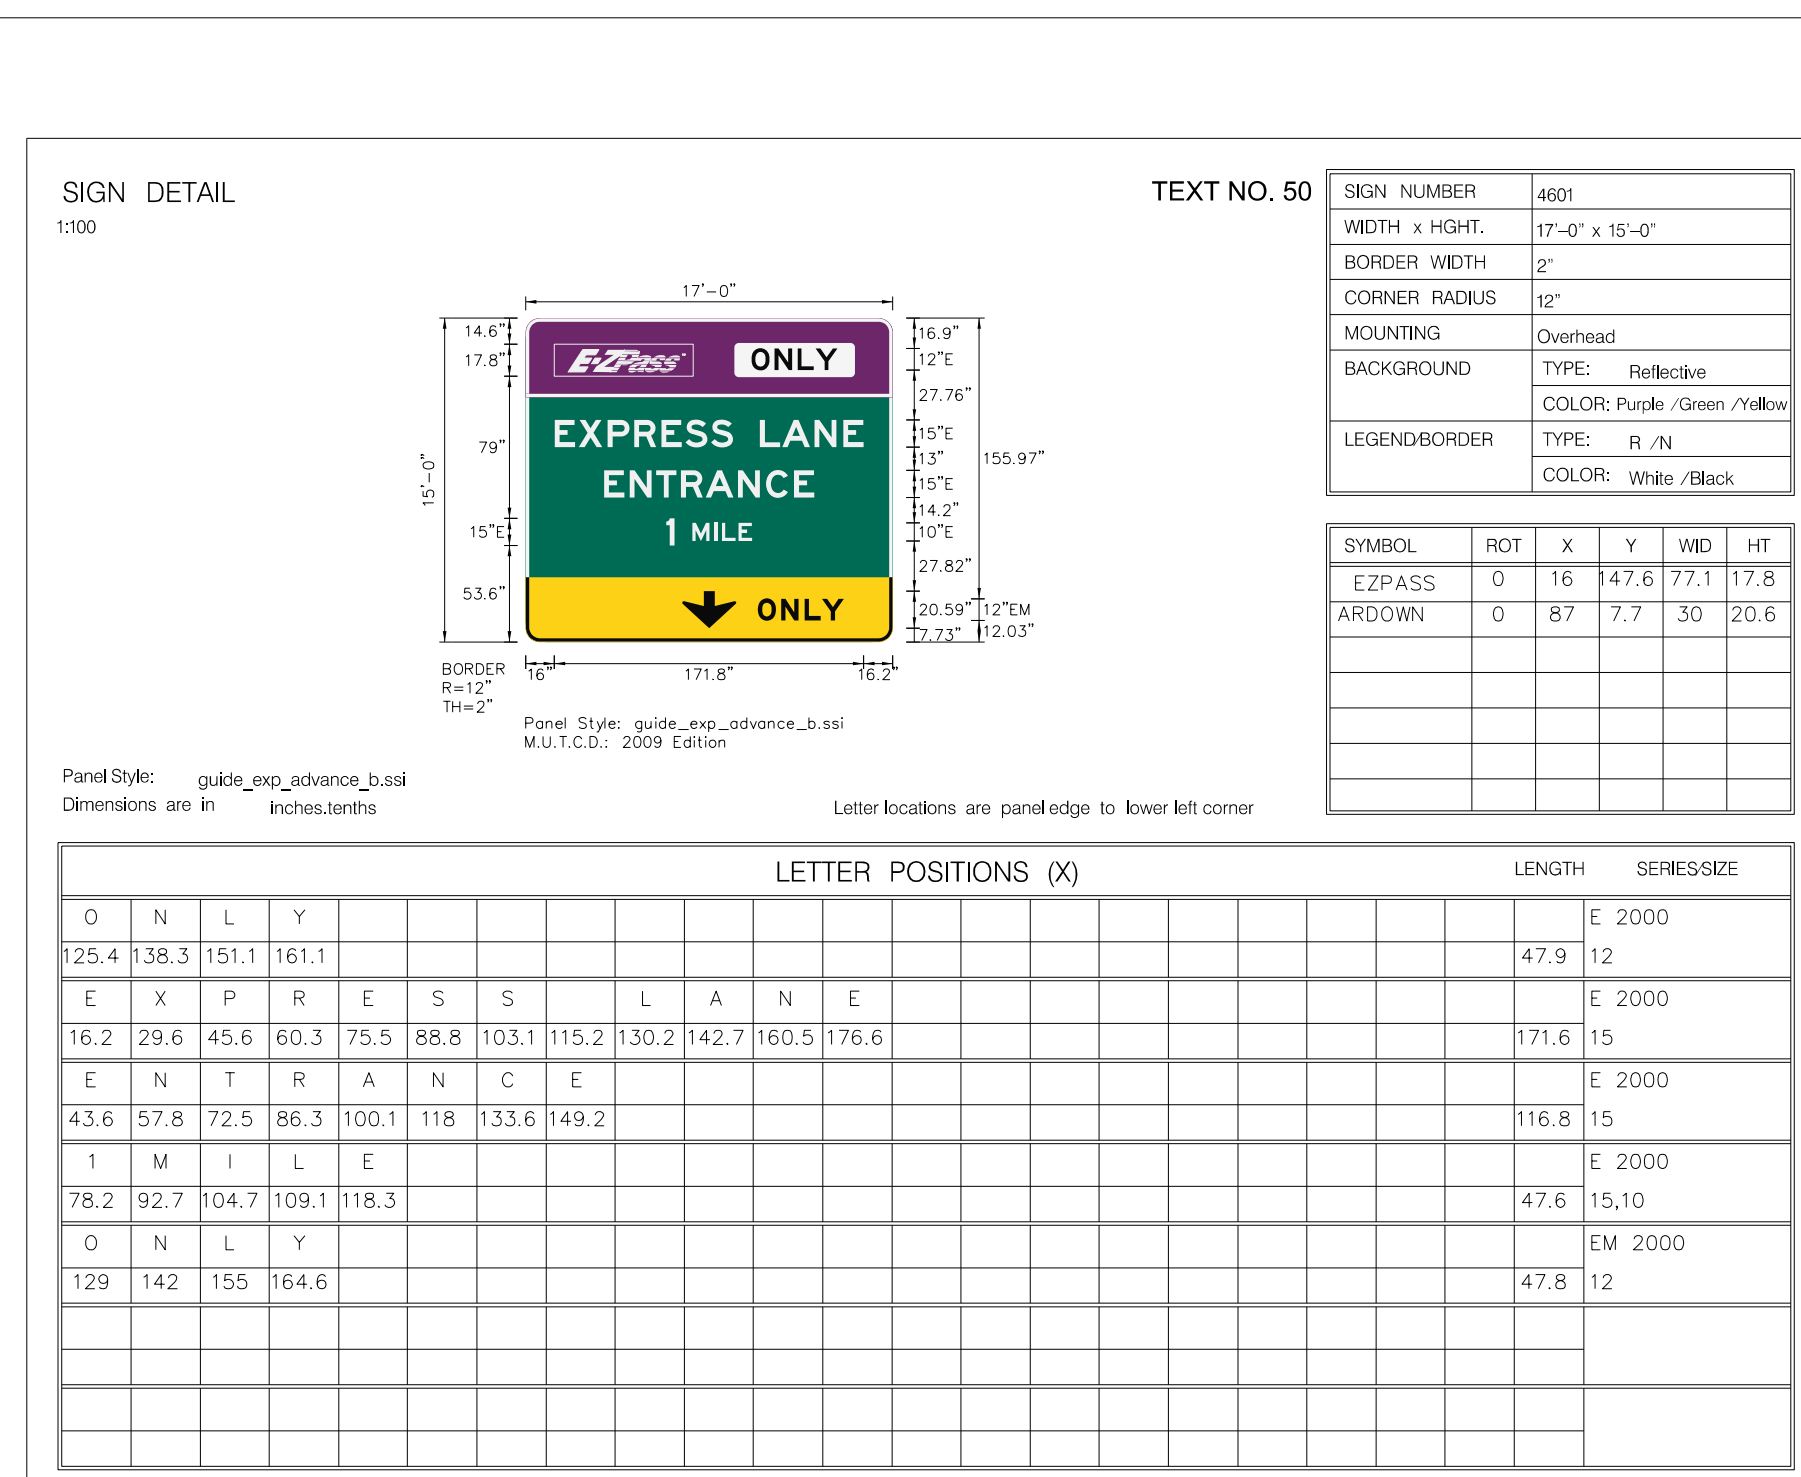 SIGN DETAIL
1:100
TEXT NO. 50
SIGN NUMBER 4601
WIDTH x HGHT. 17'–0" x 15'–0"
BORDER WIDTH 2"
CORNER RADIUS 12"
MOUNTING Overhead
BACKGROUND TYPE: Reflective
COLOR: Purple /Green /Yellow
LEGEND/BORDER TYPE: R /N
COLOR: White /Black
17'–0"
14.6"
17.8"
79"
15"E
53.6"
15'–0"
E-ZPass
ONLY
EXPRESS LANE
ENTRANCE
1 MILE
ONLY
16.9"
12"E
27.76"
15"E
13"
15"E
14.2"
10"E
27.82"
20.59"
7.73"
155.97"
12"EM
12.03"
16" 171.8" 16.2"
BORDER
R=12"
TH=2"
Panel Style: guide_exp_advance_b.ssi
M.U.T.C.D.: 2009 Edition
SYMBOL ROT X Y WID HT
EZPASS 0 16 147.6 77.1 17.8
ARDOWN 0 87 7.7 30 20.6
Panel Style: guide_exp_advance_b.ssi
Dimensions are in inches.tenths
Letter locations are panel edge to lower left corner
LETTER POSITIONS (X) LENGTH SERIES/SIZE
O N L Y E 2000
125.4 138.3 151.1 161.1 47.9 12
E X P R E S S L A N E E 2000
16.2 29.6 45.6 60.3 75.5 88.8 103.1 115.2 130.2 142.7 160.5 176.6 171.6 15
E N T R A N C E E 2000
43.6 57.8 72.5 86.3 100.1 118 133.6 149.2 116.8 15
1 M I L E E 2000
78.2 92.7 104.7 109.1 118.3 47.6 15,10
O N L Y EM 2000
129 142 155 164.6 47.8 12